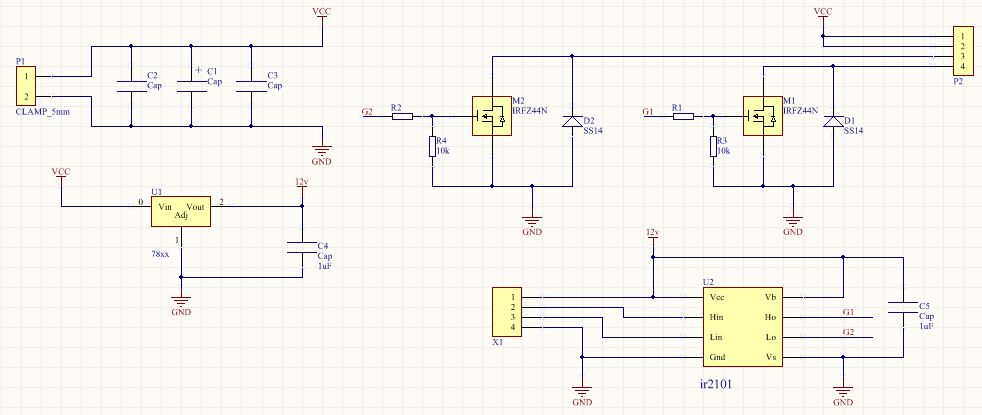 VCC
P1
1
2
CLAMP_5mm
C2
Cap
C1
Cap
C3
Cap
GND
VCC
U1
0
Vin
Vout
Adj
2
1
78xx
12v
C4
Cap
1uF
GND
G2
R2
R4
10k
M2
IRFZ44N
D2
SS14
GND
G1
R1
R3
10k
M1
IRFZ44N
D1
SS14
GND
VCC
1
2
3
4
P2
12v
1
2
3
4
X1
U2
Vcc
Vb
Hin
Ho
Lin
Lo
Gnd
Vs
ir2101
G1
G2
C5
Cap
1uF
GND
GND